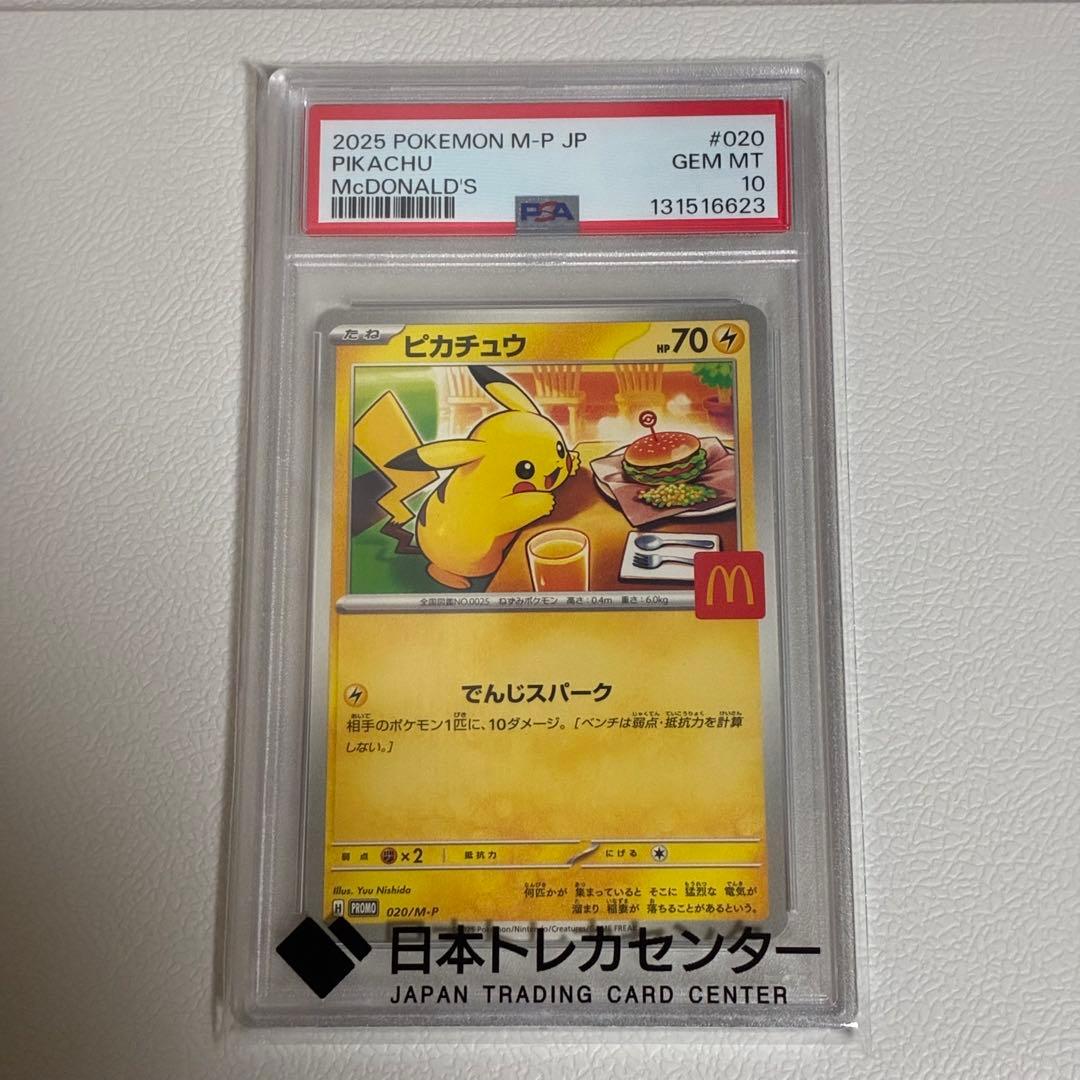 2025 POKEMON M-P JP #020
PIKACHU GEM MT
McDONALD'S 10
PSA 131516623
たね ピカチュウ HP70
全国図鑑NO.0025 ねずみポケモン 高さ:0.4m 重さ:6.0kg
でんじスパーク
相手のポケモン1匹に、10ダメージ。[ベンチは弱点・抵抗力を計算
しない。]
弱点 ×2 抵抗力 にげる
Illus. Yuu Nishida
何匹かが 集まっていると そこに 猛烈な 電気が
溜まり 稲妻が 落ちることがあるという。
H PROMO 020/M-P
2025 Pokémon/Nintendo/Creatures/GAME FREAK
日本トレカセンター
JAPAN TRADING CARD CENTER